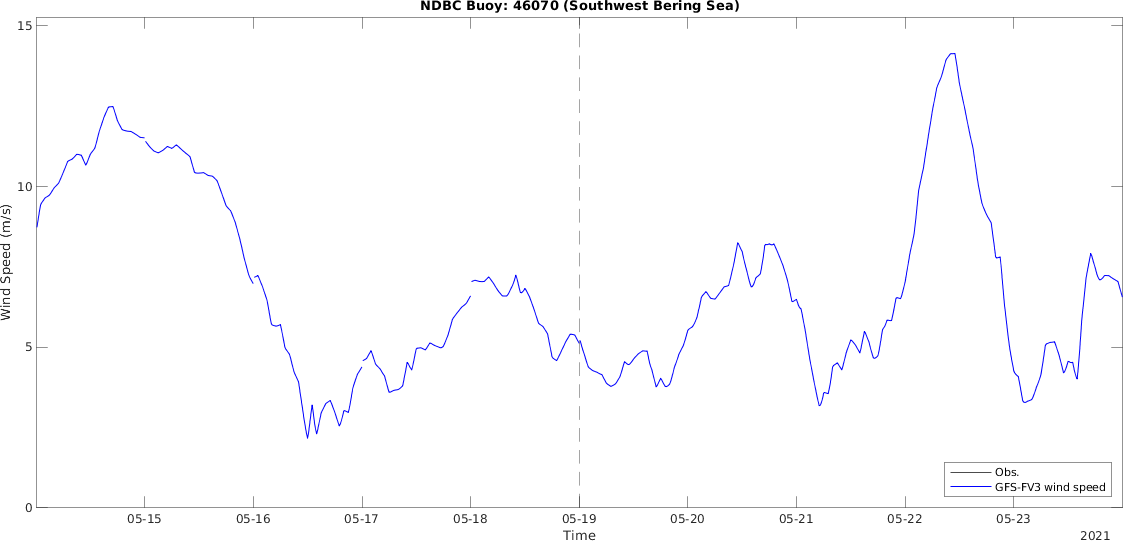 NDBC Buoy: 46070 (Southwest Bering Sea)
15
10
5
0
Wind Speed (m/s)
05-15 05-16 05-17 05-18 05-19 05-20 05-21 05-22 05-23
Time
2021
Obs.
GFS-FV3 wind speed